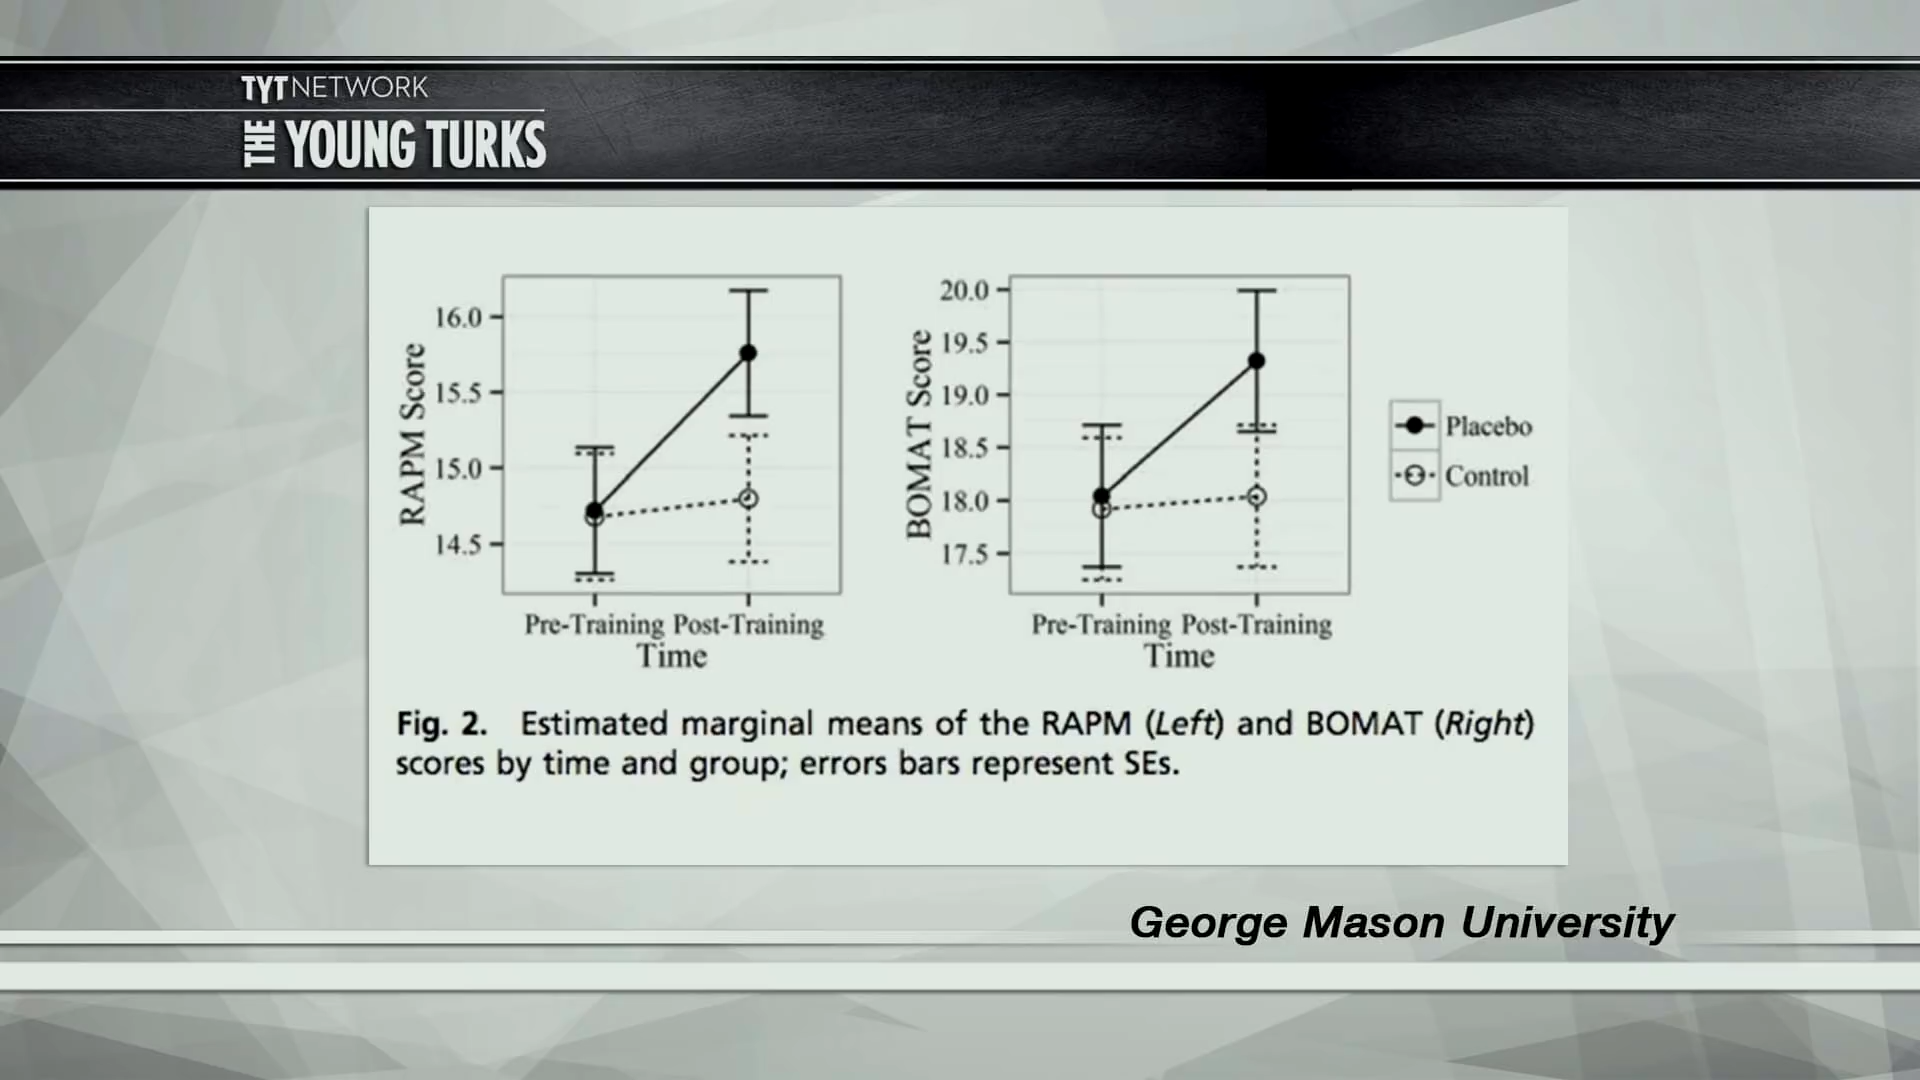 TYT NETWORK
THE YOUNG TURKS
RAPM Score
16.0
15.5
15.0
14.5
Pre-Training Post-Training
Time
BOMAT Score
20.0
19.5
19.0
18.5
18.0
17.5
Pre-Training Post-Training
Time
Placebo
Control
Fig. 2. Estimated marginal means of the RAPM (Left) and BOMAT (Right)
scores by time and group; errors bars represent SEs.
George Mason University